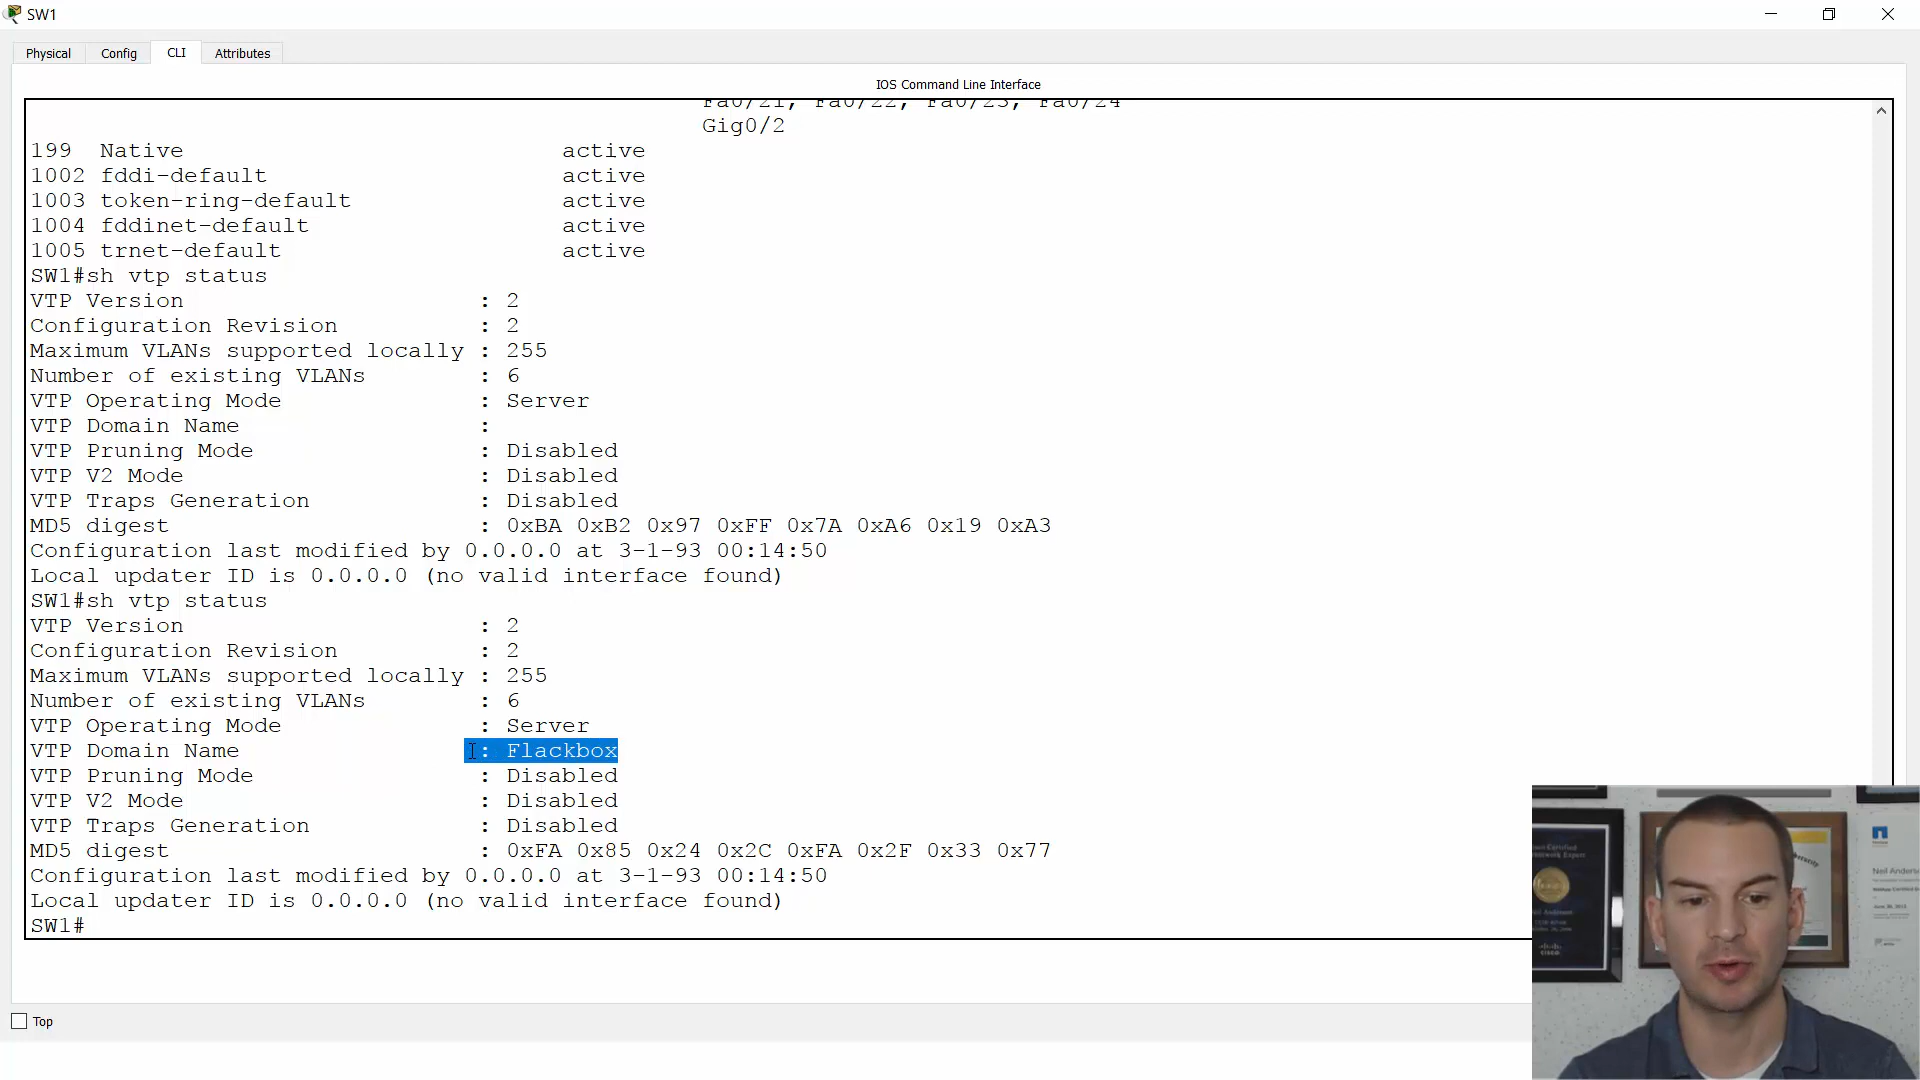 SW1
Physical Config CLI Attributes
IOS Command Line Interface
Fa0/21, Fa0/22, Fa0/23, Fa0/24
Gig0/2
199 Native active
1002 fddi-default active
1003 token-ring-default active
1004 fddinet-default active
1005 trnet-default active
SW1#sh vtp status
VTP Version : 2
Configuration Revision : 2
Maximum VLANs supported locally : 255
Number of existing VLANs : 6
VTP Operating Mode : Server
VTP Domain Name :
VTP Pruning Mode : Disabled
VTP V2 Mode : Disabled
VTP Traps Generation : Disabled
MD5 digest : 0xBA 0xB2 0x97 0xFF 0x7A 0xA6 0x19 0xA3
Configuration last modified by 0.0.0.0 at 3-1-93 00:14:50
Local updater ID is 0.0.0.0 (no valid interface found)
SW1#sh vtp status
VTP Version : 2
Configuration Revision : 2
Maximum VLANs supported locally : 255
Number of existing VLANs : 6
VTP Operating Mode : Server
VTP Domain Name : Flackbox
VTP Pruning Mode : Disabled
VTP V2 Mode : Disabled
VTP Traps Generation : Disabled
MD5 digest : 0xFA 0x85 0x24 0x2C 0xFA 0x2F 0x33 0x77
Configuration last modified by 0.0.0.0 at 3-1-93 00:14:50
Local updater ID is 0.0.0.0 (no valid interface found)
SW1#
Top